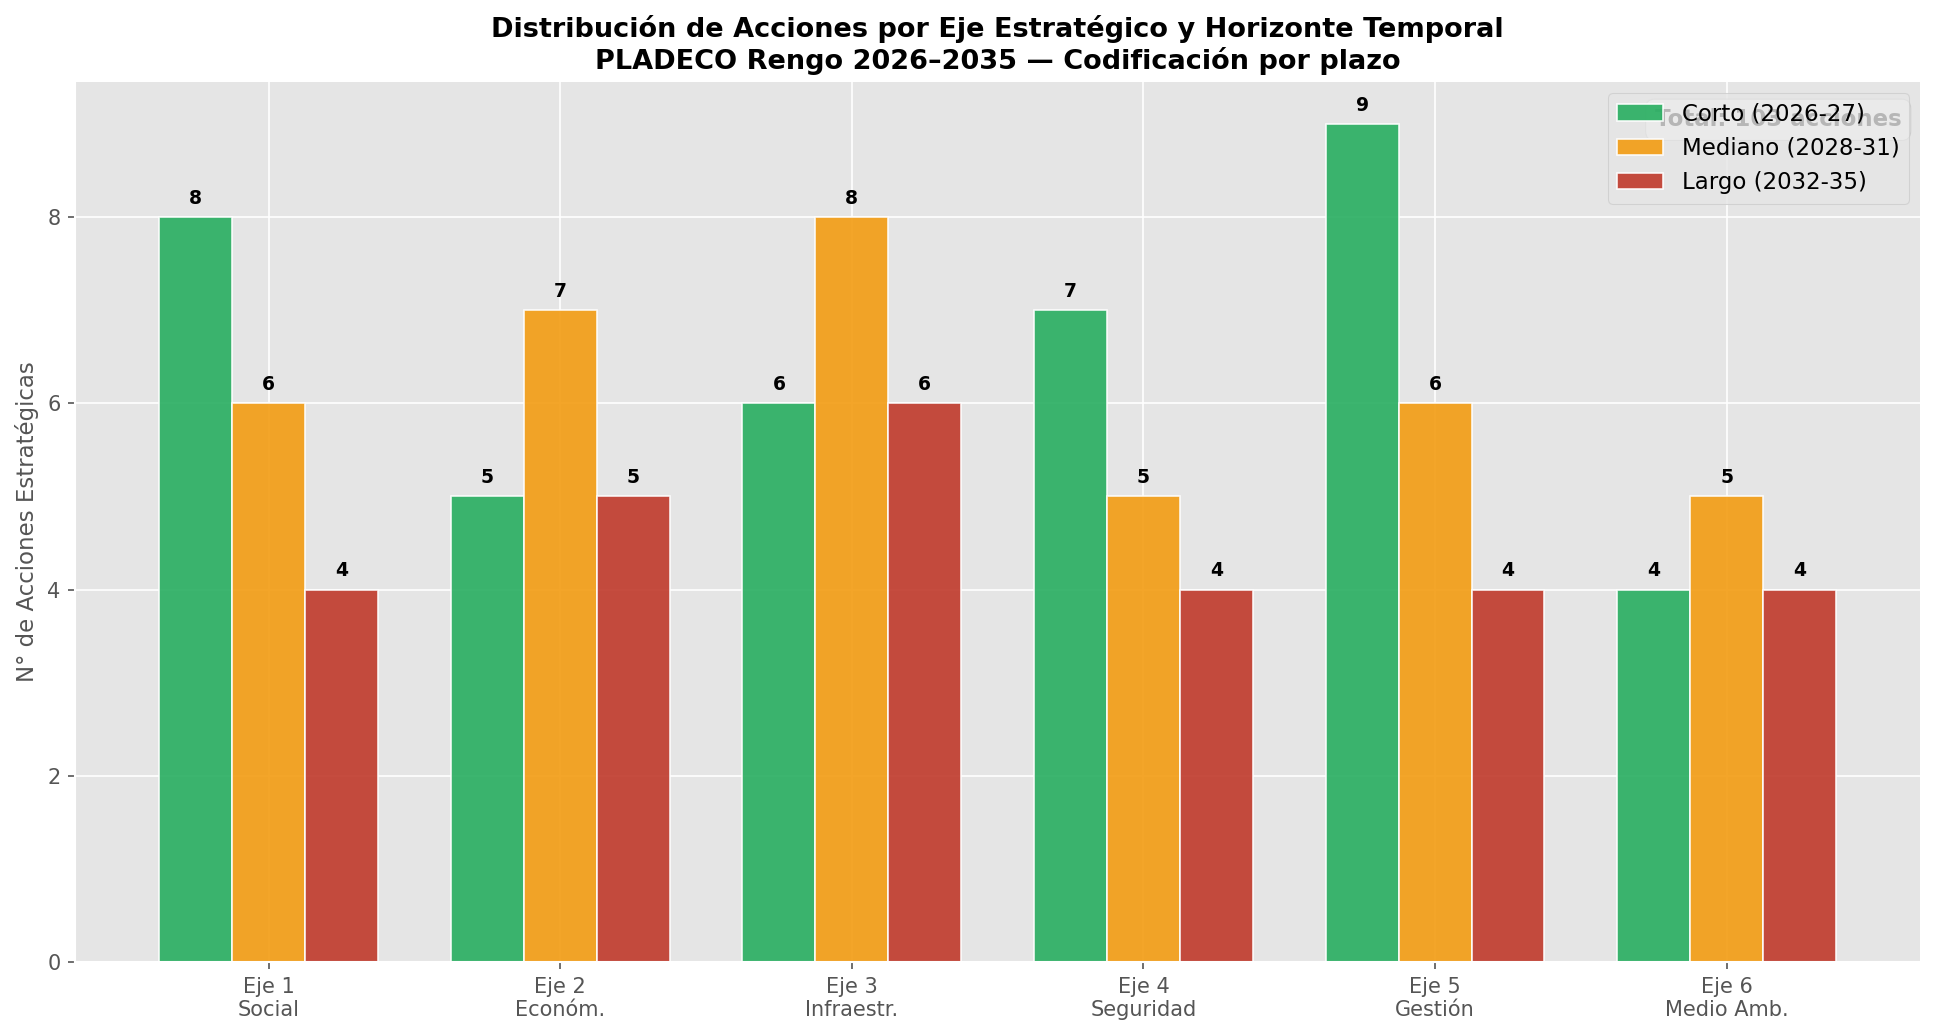 Distribución de Acciones por Eje Estratégico y Horizonte Temporal
PLADECO Rengo 2026–2035 — Codificación por plazo
Total: 103 acciones
Corto (2026-27)
Mediano (2028-31)
Largo (2032-35)
N° de Acciones Estratégicas
8
6
4
2
0
8
6
4
5
7
5
6
8
6
7
5
4
9
6
4
4
5
4
Eje 1
Social
Eje 2
Económ.
Eje 3
Infraestr.
Eje 4
Seguridad
Eje 5
Gestión
Eje 6
Medio Amb.